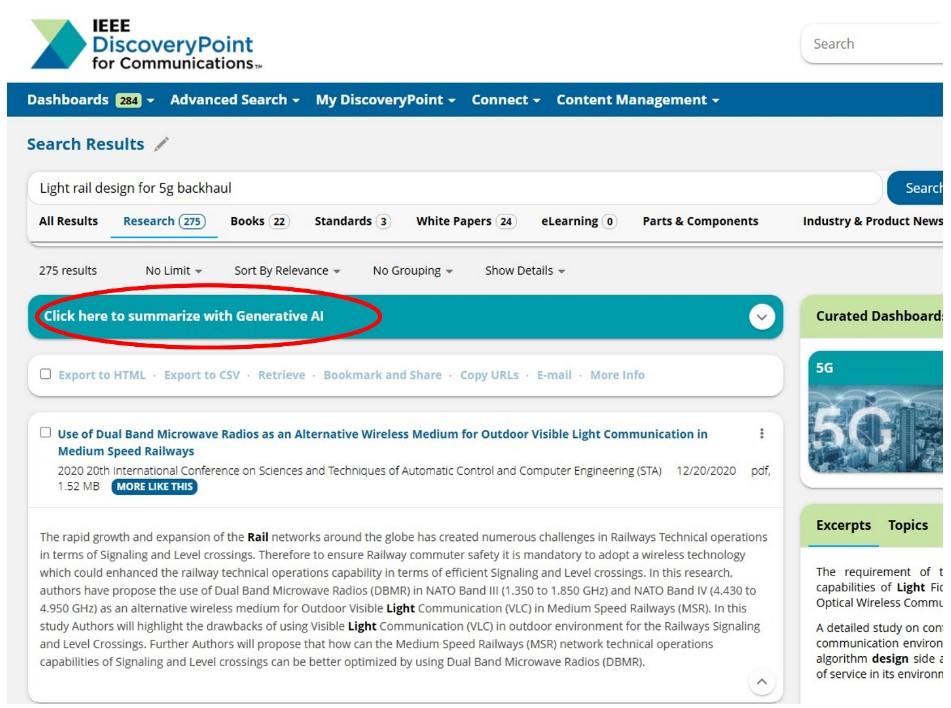 IEEE
DiscoveryPoint
for Communications™
Search
Dashboards 284 Advanced Search My DiscoveryPoint Connect Content Management
Search Results
Light rail design for 5g backhaul
Search
All Results Research 275 Books 22 Standards 3 White Papers 24 eLearning 0 Parts & Components Industry & Product News
275 results No Limit Sort By Relevance No Grouping Show Details
Click here to summarize with Generative AI
Export to HTML · Export to CSV · Retrieve · Bookmark and Share · Copy URLs · E-mail · More Info
Use of Dual Band Microwave Radios as an Alternative Wireless Medium for Outdoor Visible Light Communication in
Medium Speed Railways
2020 20th International Conference on Sciences and Techniques of Automatic Control and Computer Engineering (STA) 12/20/2020 pdf,
1.52 MB MORE LIKE THIS
The rapid growth and expansion of the Rail networks around the globe has created numerous challenges in Railways Technical operations
in terms of Signaling and Level crossings. Therefore to ensure Railway commuter safety it is mandatory to adopt a wireless technology
which could enhanced the railway technical operations capability in terms of efficient Signaling and Level crossings. In this research,
authors have propose the use of Dual Band Microwave Radios (DBMR) in NATO Band III (1.350 to 1.850 GHz) and NATO Band IV (4.430 to
4.950 GHz) as an alternative wireless medium for Outdoor Visible Light Communication (VLC) in Medium Speed Railways (MSR). In this
study Authors will highlight the drawbacks of using Visible Light Communication (VLC) in outdoor environment for the Railways Signaling
and Level Crossings. Further Authors will propose that how can the Medium Speed Railways (MSR) network technical operations
capabilities of Signaling and Level crossings can be better optimized by using Dual Band Microwave Radios (DBMR).
Curated Dashboards
5G
5G
Excerpts Topics
The requirement of
capabilities of Light
Optical Wireless
A detailed study on
communication
algorithm design side
of service in its